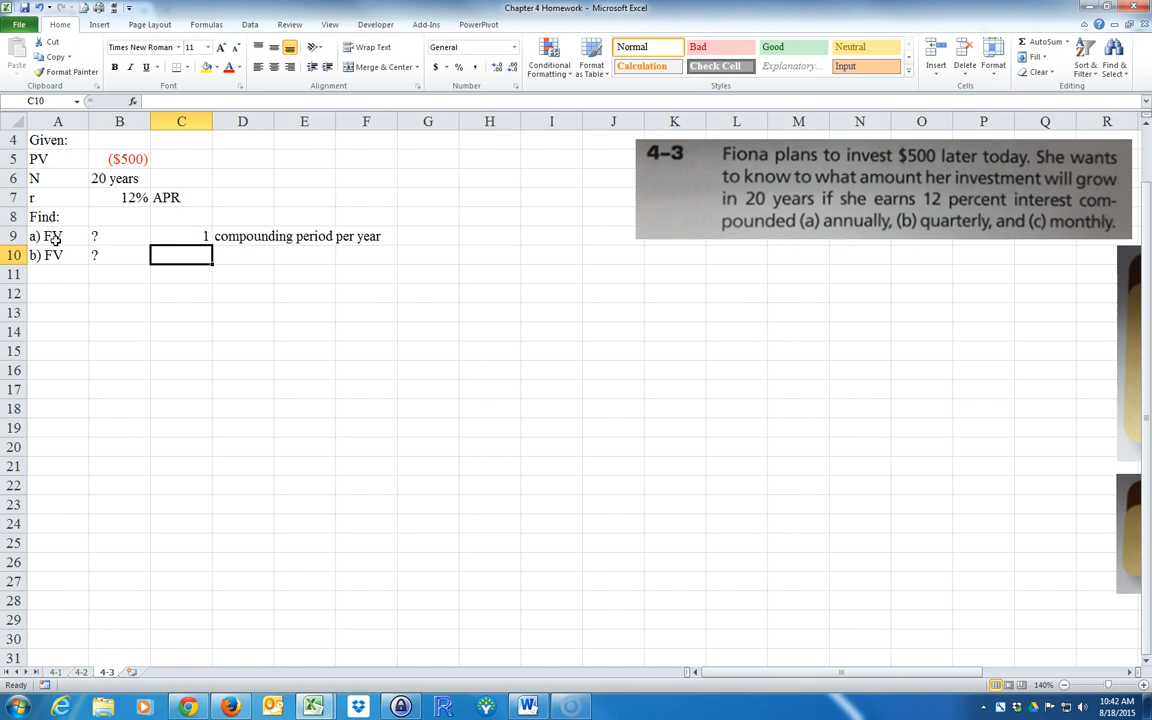 Chapter 4 Homework - Microsoft Excel
File Home Insert Page Layout Formulas Data Review View Developer Add-Ins PowerPivot
Cut Times New Roman 11 Wrap Text General Normal Bad Good Neutral AutoSum
Copy Fill
Paste Format Painter B I U Merge & Center $ % , Conditional Formatting Format as Table Calculation Check Cell Explanatory... Input Insert Delete Format Clear Sort & Filter Find & Select
Clipboard Font Alignment Number Styles Cells Editing
C10 fx
A B C D E F G H I J K L M N O P Q R
4 Given:
5 PV ($500)
6 N 20 years
7 r 12% APR
8 Find:
9 a) FV ? 1 compounding period per year
10 b) FV ?
11
12
13
14
15
16
17
18
19
20
21
22
23
24
25
26
27
28
29
30
31
4–3 Fiona plans to invest $500 later today. She wants
to know to what amount her investment will grow
in 20 years if she earns 12 percent interest com-
pounded (a) annually, (b) quarterly, and (c) monthly.
4-1 4-2 4-3
Ready 140%
10:42 AM
8/18/2015